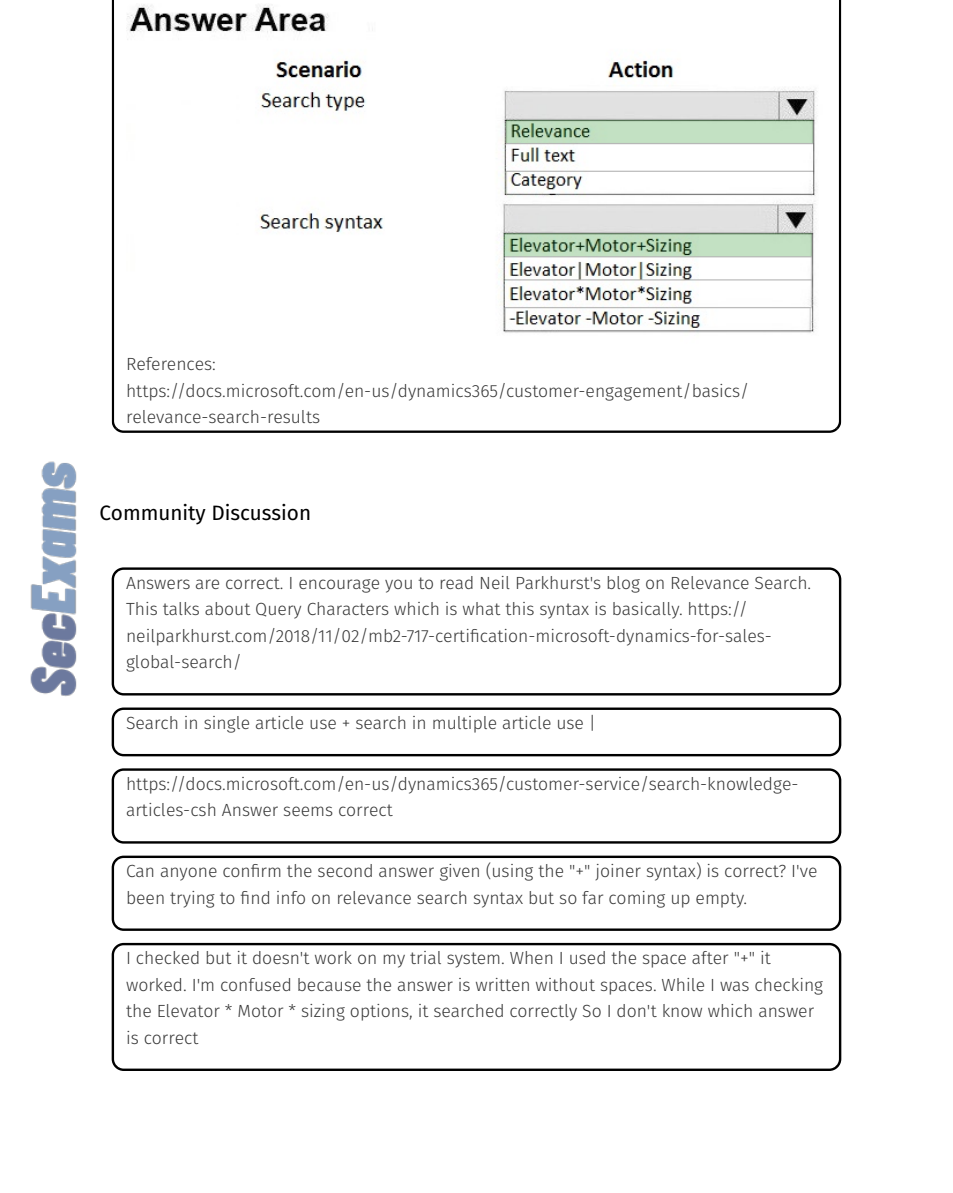 Answer Area
Scenario Action
Search type
Relevance
Full text
Category
Search syntax
Elevator+Motor+Sizing
Elevator|Motor|Sizing
Elevator*Motor*Sizing
-Elevator -Motor -Sizing
References:
https://docs.microsoft.com/en-us/dynamics365/customer-engagement/basics/
relevance-search-results
SecExams
Community Discussion
Answers are correct. I encourage you to read Neil Parkhurst's blog on Relevance Search.
This talks about Query Characters which is what this syntax is basically. https://
neilparkhurst.com/2018/11/02/mb2-717-certification-microsoft-dynamics-for-sales-
global-search/
Search in single article use + search in multiple article use |
https://docs.microsoft.com/en-us/dynamics365/customer-service/search-knowledge-
articles-csh Answer seems correct
Can anyone confirm the second answer given (using the "+" joiner syntax) is correct? I've
been trying to find info on relevance search syntax but so far coming up empty.
I checked but it doesn't work on my trial system. When I used the space after "+" it
worked. I'm confused because the answer is written without spaces. While I was checking
the Elevator * Motor * sizing options, it searched correctly So I don't know which answer
is correct